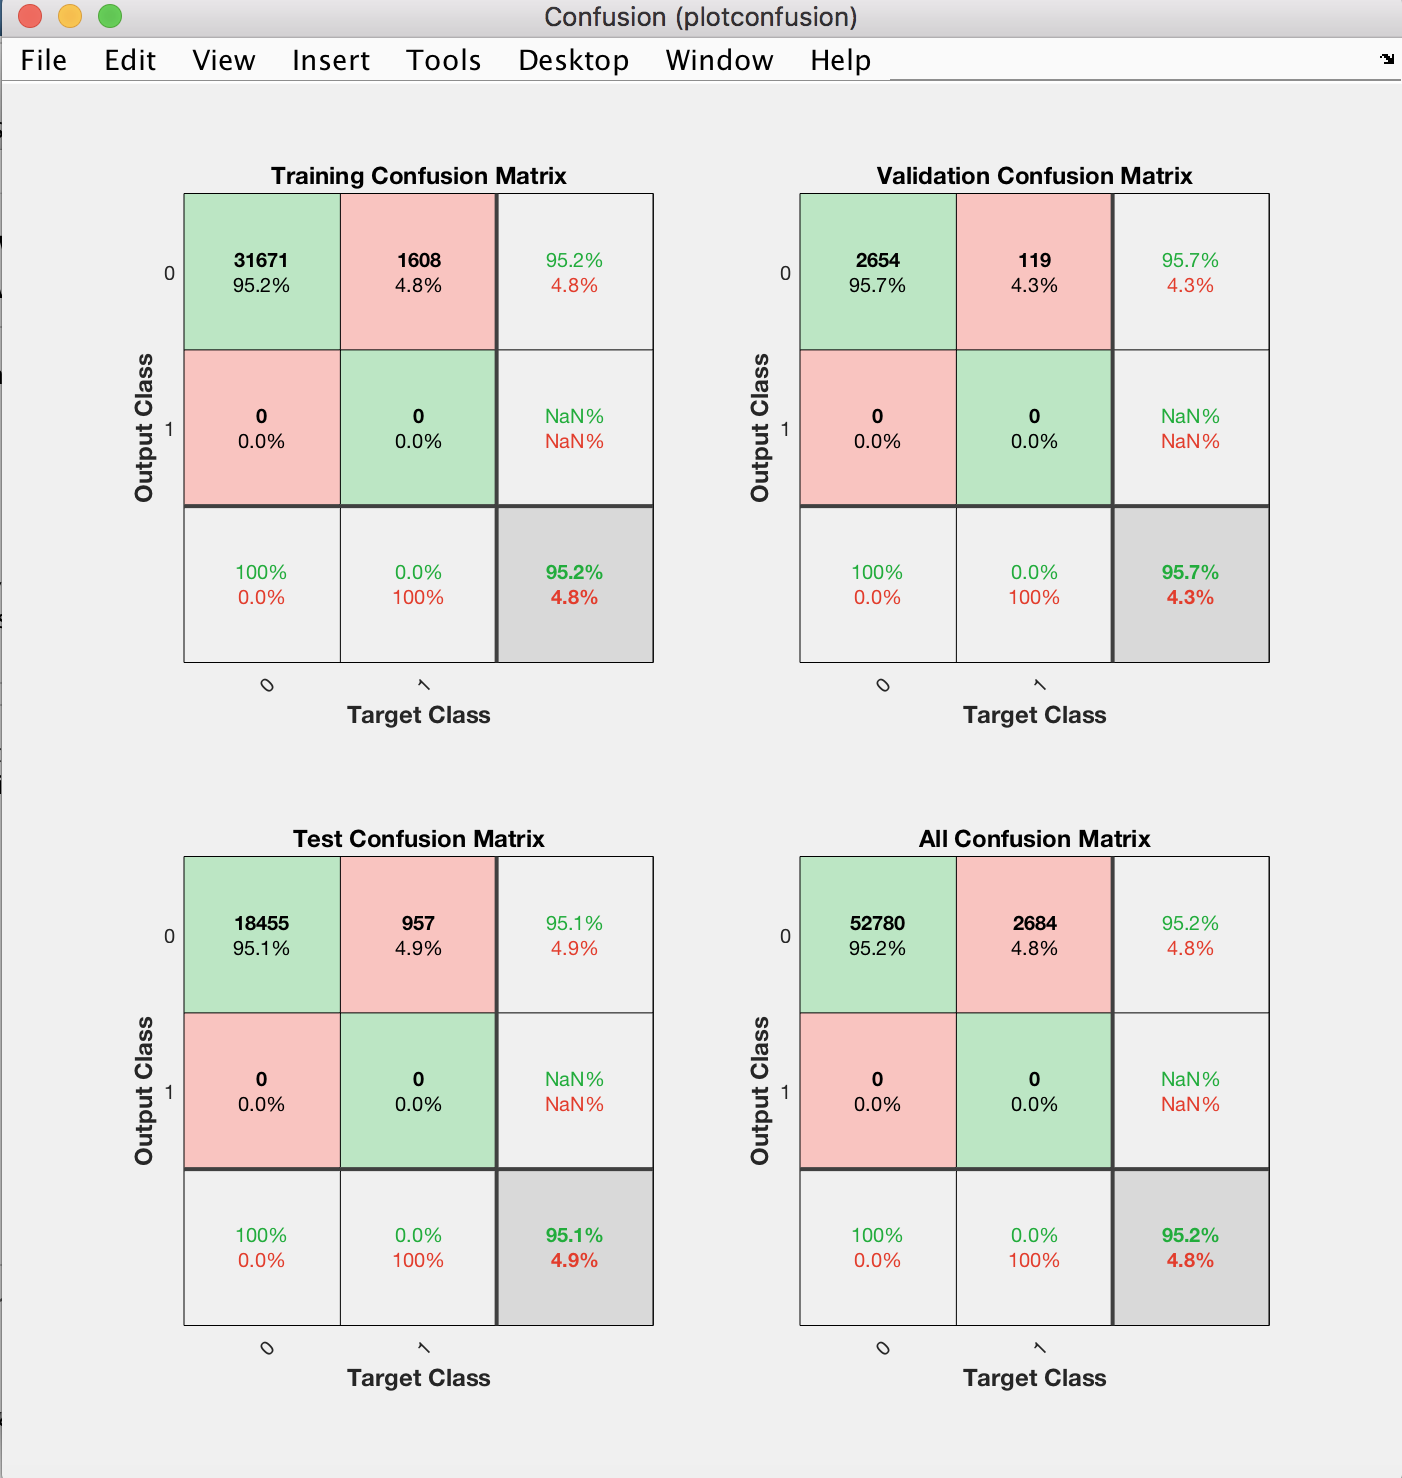 Confusion (plotconfusion)
File Edit View Insert Tools Desktop Window Help
Training Confusion Matrix
31671 1608 95.2%
95.2% 4.8% 4.8%
0
0 0 NaN%
0.0% 0.0% NaN%
1
Output Class
100% 0.0% 95.2%
0.0% 100% 4.8%
0 1
Target Class
Validation Confusion Matrix
2654 119 95.7%
95.7% 4.3% 4.3%
0
0 0 NaN%
0.0% 0.0% NaN%
1
Output Class
100% 0.0% 95.7%
0.0% 100% 4.3%
0 1
Target Class
Test Confusion Matrix
18455 957 95.1%
95.1% 4.9% 4.9%
0
0 0 NaN%
0.0% 0.0% NaN%
1
Output Class
100% 0.0% 95.1%
0.0% 100% 4.9%
0 1
Target Class
All Confusion Matrix
52780 2684 95.2%
95.2% 4.8% 4.8%
0
0 0 NaN%
0.0% 0.0% NaN%
1
Output Class
100% 0.0% 95.2%
0.0% 100% 4.8%
0 1
Target Class